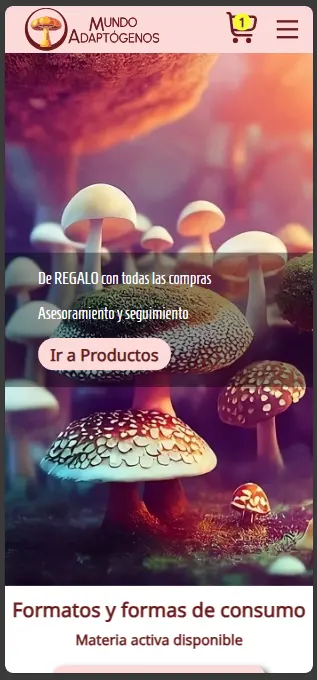 Mundo
Adaptógenos
1
De REGALO con todas las compras
Asesoramiento y seguimiento
Ir a Productos
Formatos y formas de consumo
Materia activa disponible